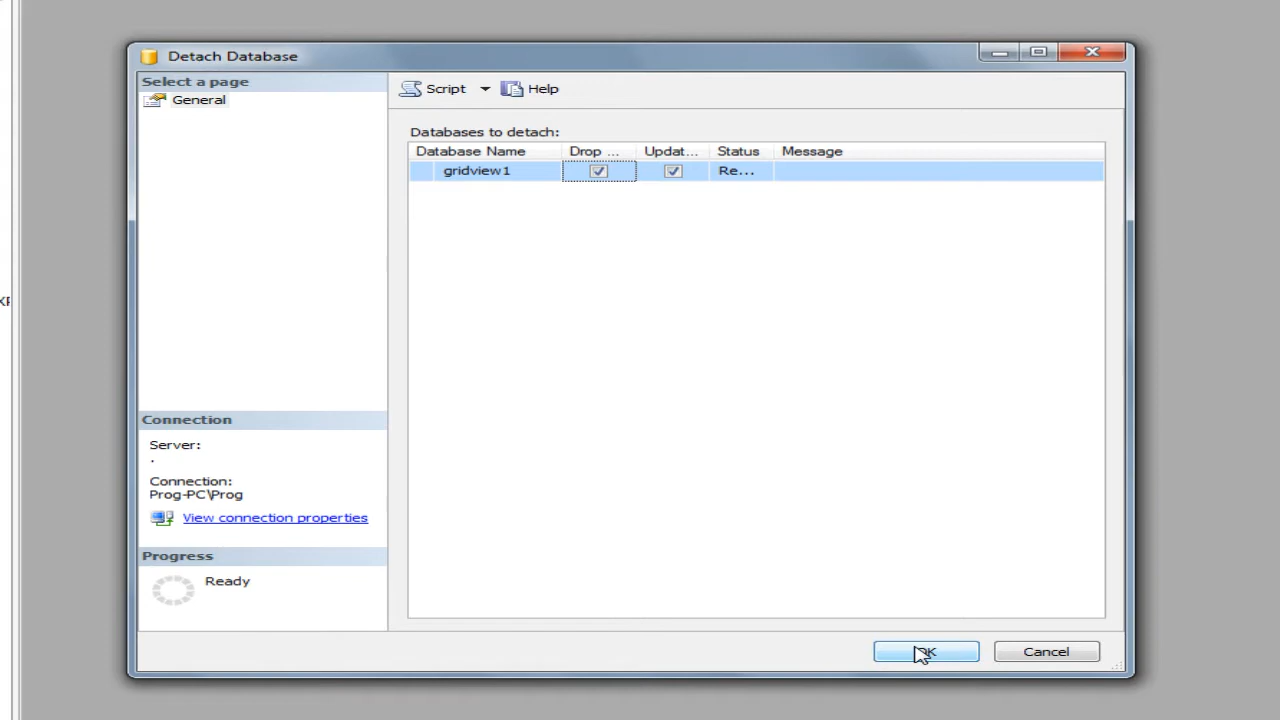 Detach Database
Select a page
General
Script
Help
Databases to detach:
Database Name Drop ... Updat... Status Message
gridview1 Re...
Connection
Server:
.
Connection:
Prog-PC\Prog
View connection properties
Progress
Ready
OK
Cancel